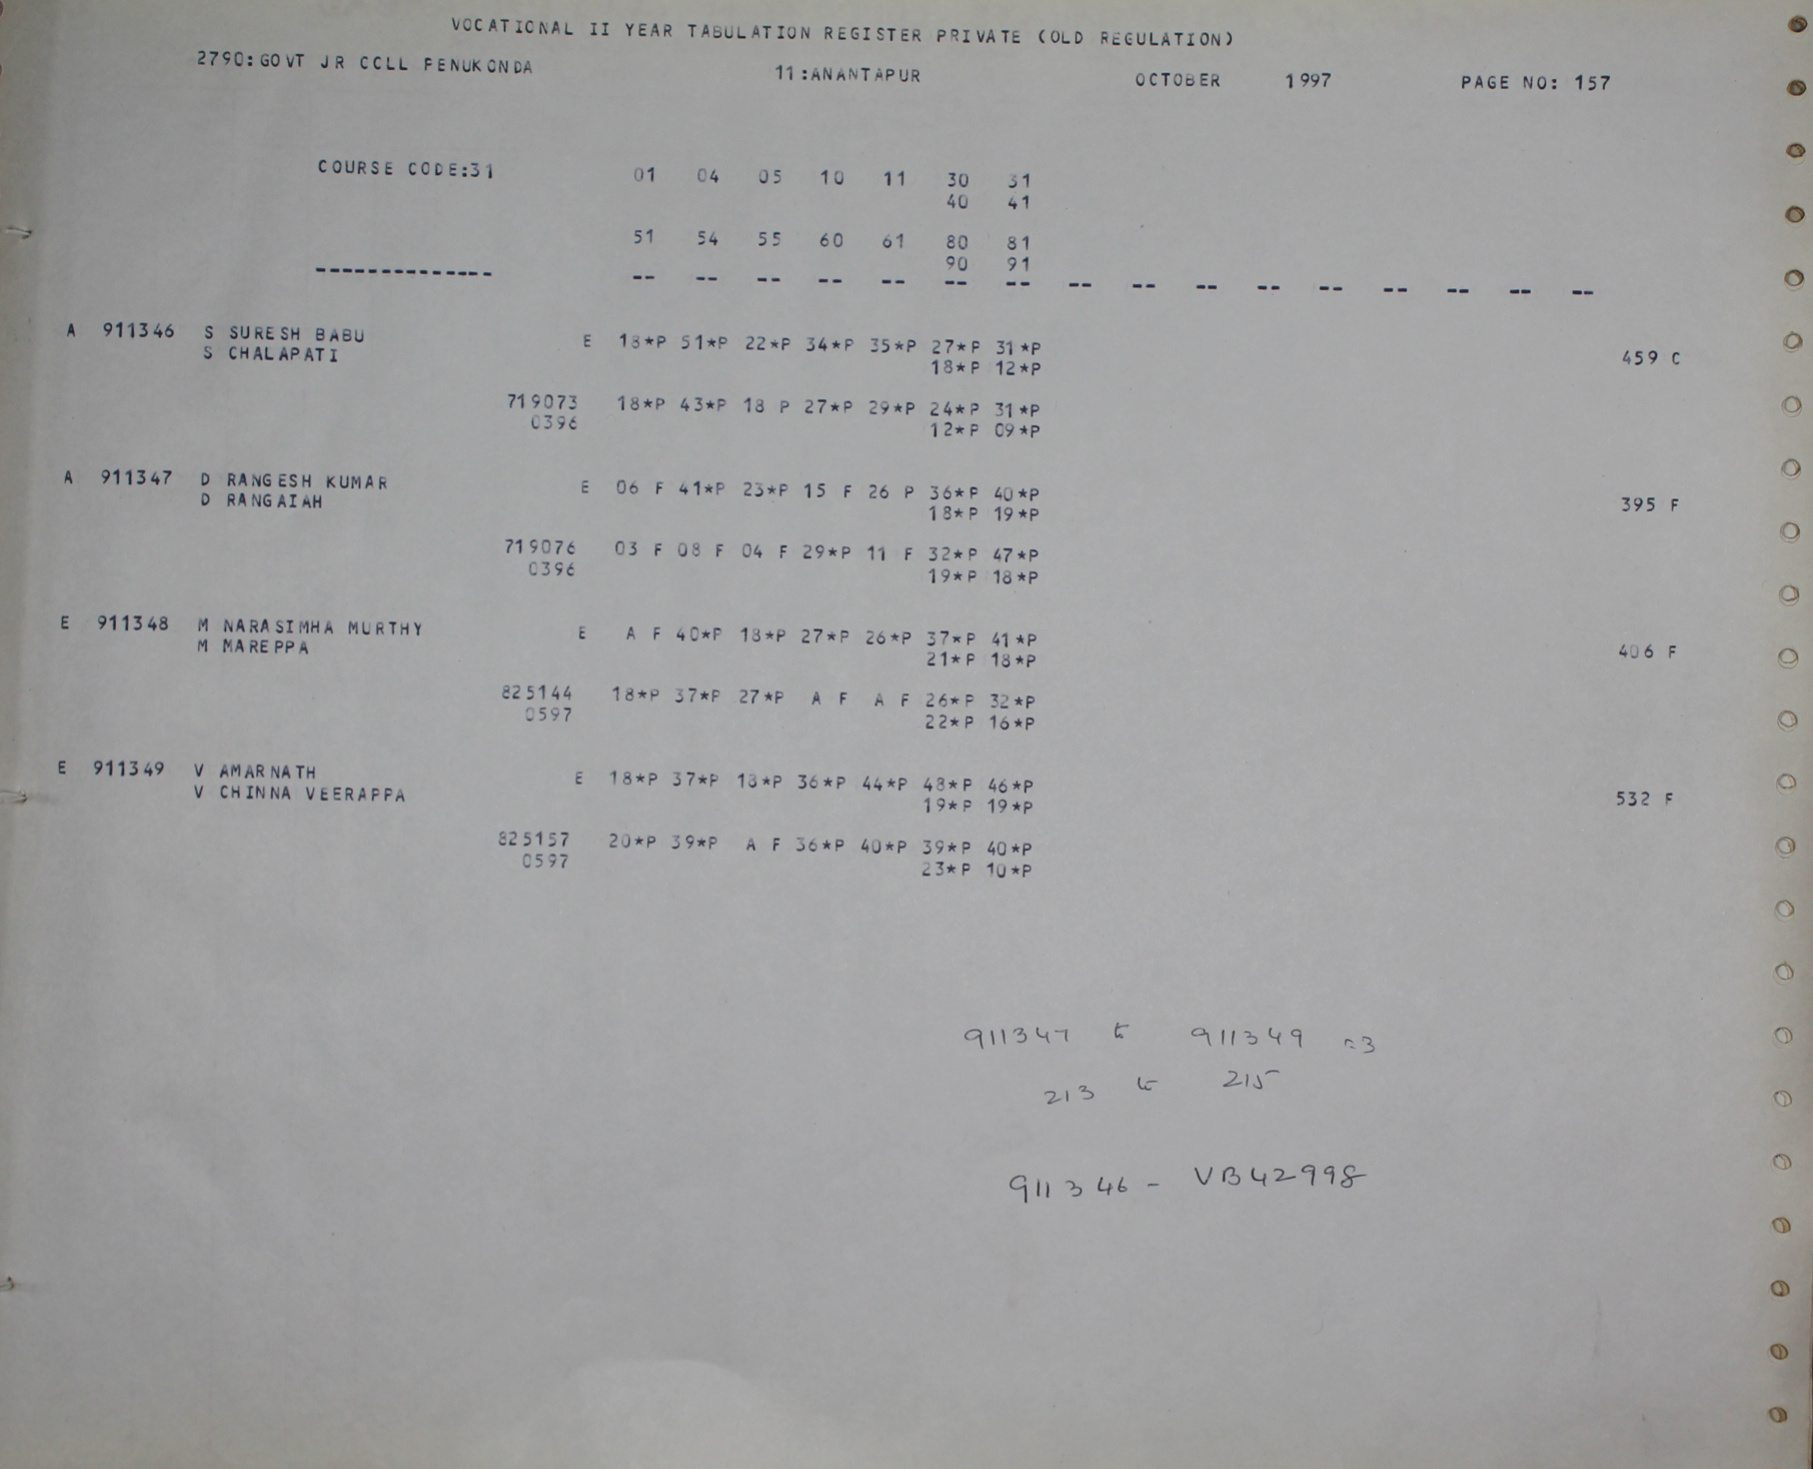 VOCATIONAL II YEAR TABULATION REGISTER PRIVATE (OLD REGULATION)
2790:GOVT JR COLL PENUKONDA 11:ANANTAPUR OCTOBER 1997 PAGE NO: 157
COURSE CODE:31 01 04 05 10 11 30 31
40 41
51 54 55 60 61 80 81
90 91
-------------- -- -- -- -- -- -- -- -- -- -- -- -- -- -- -- --
A 911346 S SURESH BABU E 18*P 51*P 22*P 34*P 35*P 27*P 31*P
S CHALAPATI 18*P 12*P 459 C
719073 18*P 43*P 18 P 27*P 29*P 24*P 31*P
0396 12*P 09*P
A 911347 D RANGESH KUMAR E 06 F 41*P 23*P 15 F 26 P 36*P 40*P
D RANGAIAH 18*P 19*P 395 F
719076 03 F 08 F 04 F 29*P 11 F 32*P 47*P
0396 19*P 18*P
E 911348 M NARASIMHA MURTHY E A F 40*P 18*P 27*P 26*P 37*P 41*P
M MAREPPA 21*P 18*P 406 F
825144 18*P 37*P 27*P A F A F 26*P 32*P
0597 22*P 16*P
E 911349 V AMARNATH E 18*P 37*P 18*P 36*P 44*P 48*P 46*P
V CHINNA VEERAPPA 19*P 19*P 532 F
825157 20*P 39*P A F 36*P 40*P 39*P 40*P
0597 23*P 10*P
911347 to 911349 =3
213 to 215
911346 - VB42998